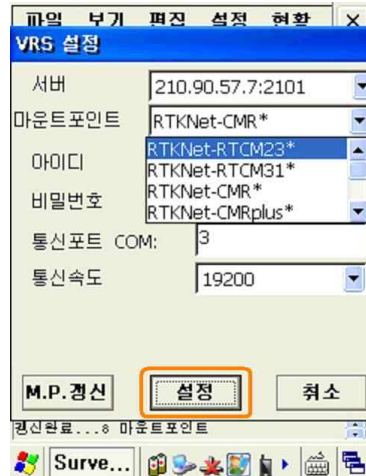 파일 보기 편집 설정 현황 ×
VRS 설정
서버 210.90.57.7:2101
마운트포인트 RTKNet-CMR*
RTKNet-RTCM23*
아이디 RTKNet-RTCM31*
RTKNet-CMR*
비밀번호 RTKNet-CMRplus*
통신포트 COM: 3
통신속도 19200
M.P.갱신 설정 취소
갱신완료...8 마운트포인트
Surve...